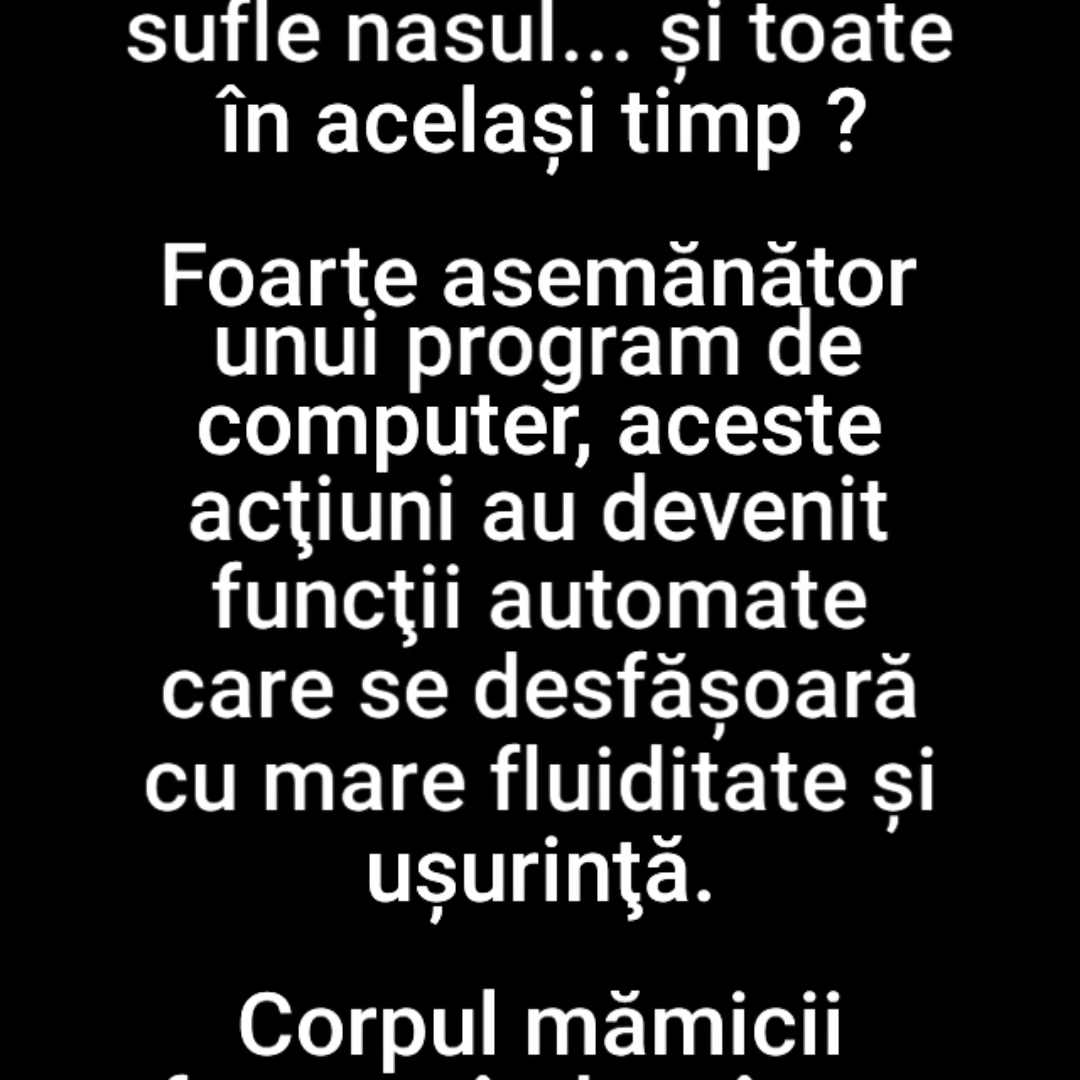 sufle nasul... și toate
în același timp ?
Foarte asemănător
unui program de
computer, aceste
acţiuni au devenit
funcţii automate
care se desfășoară
cu mare fluiditate și
ușurinţă.
Corpul mămicii